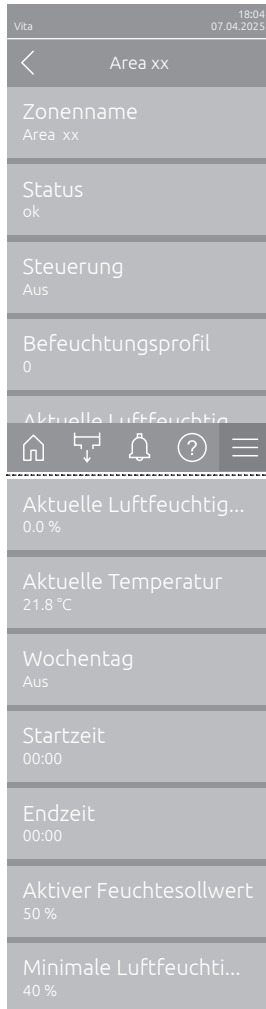 18:04
Vita
07.04.2025
Area xx
Zonenname
Area xx
Status
ok
Steuerung
Aus
Befeuchtungsprofil
0
Aktuelle Luftfeuchtig
?
Aktuelle Luftfeuchtig...
0.0 %
Aktuelle Temperatur
21.8 °C
Wochentag
Aus
Startzeit
00:00
Endzeit
00:00
Aktiver Feuchtesollwert
50 %
Minimale Luftfeuchti...
40 %